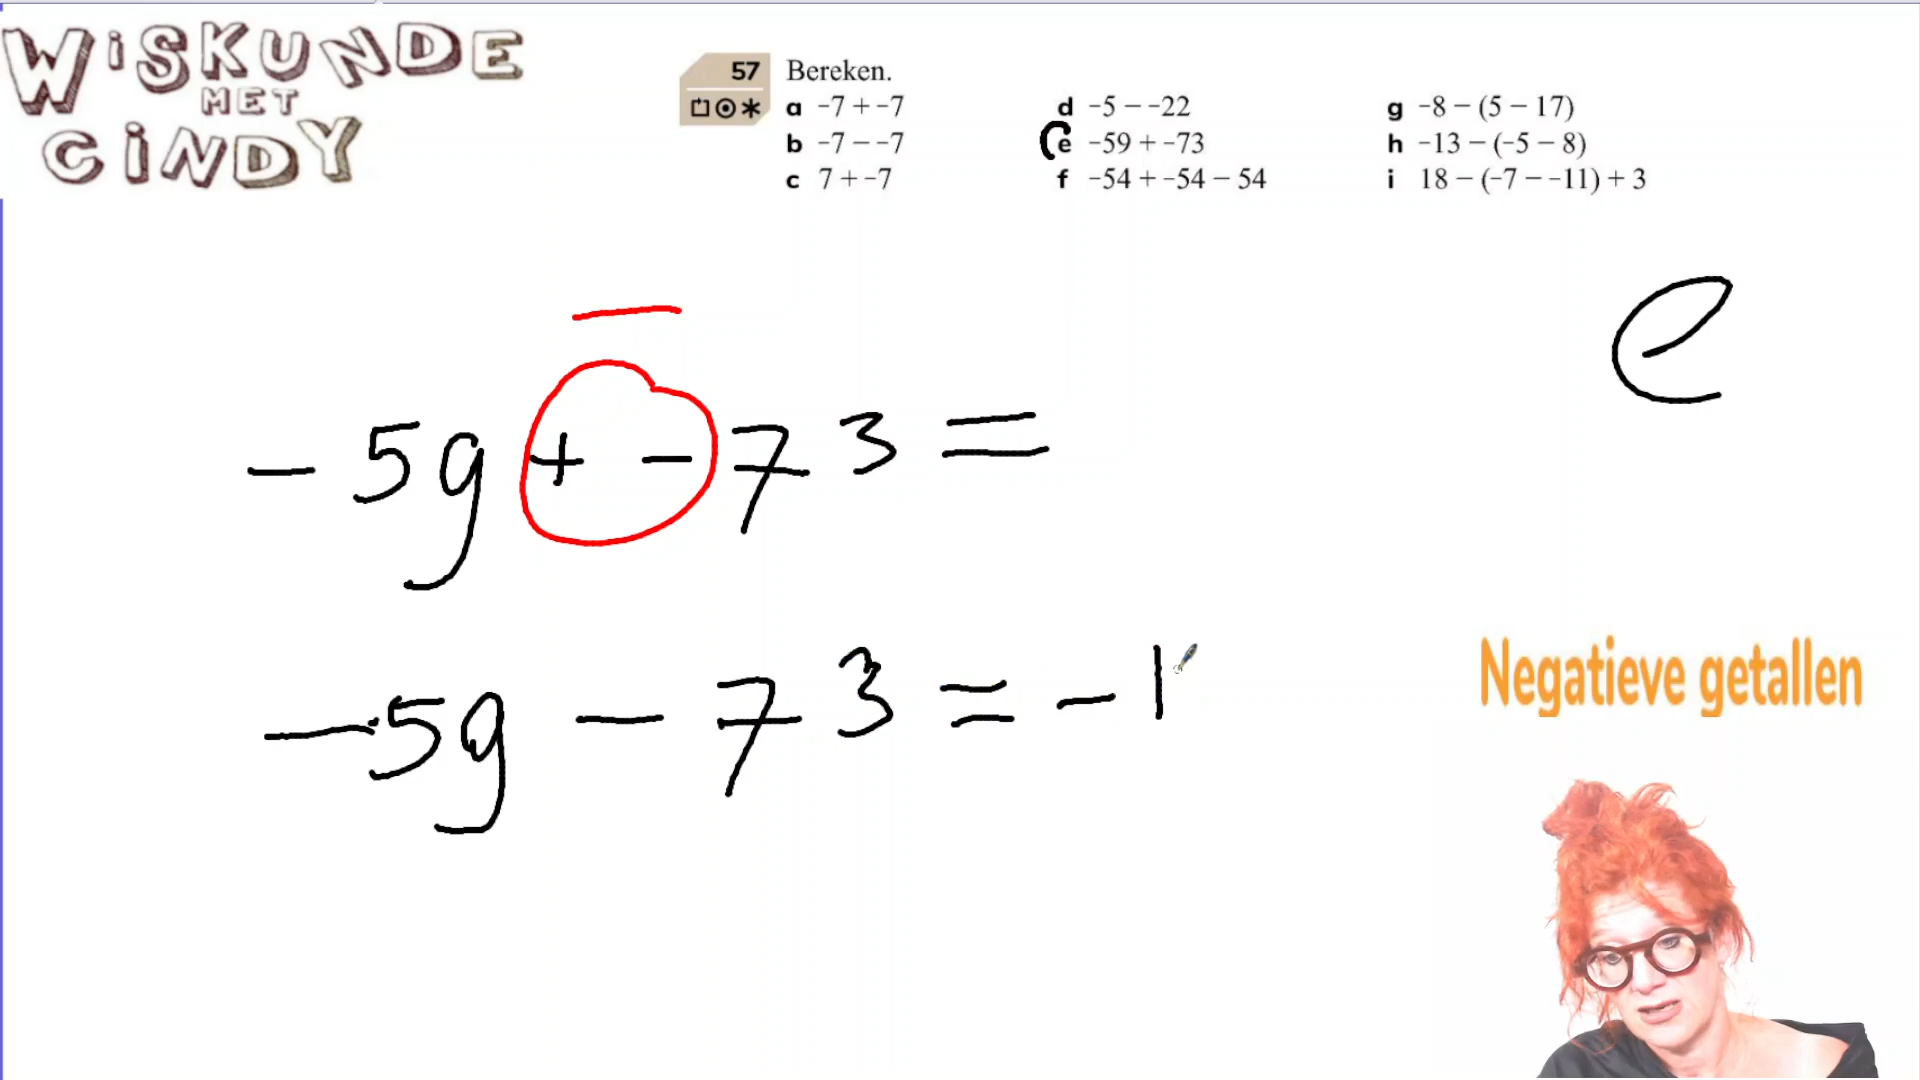 WiSKUNDE
MET
CiNDY
57 Bereken.
a -7 + -7
b -7 - -7
c 7 + -7
d -5 - -22
e -59 + -73
f -54 + -54 - 54
g -8 - (5 - 17)
h -13 - (-5 - 8)
i 18 - (-7 - -11) + 3
e
-
-59 + -73 =
-59 - 73 = -1
Negatieve getallen